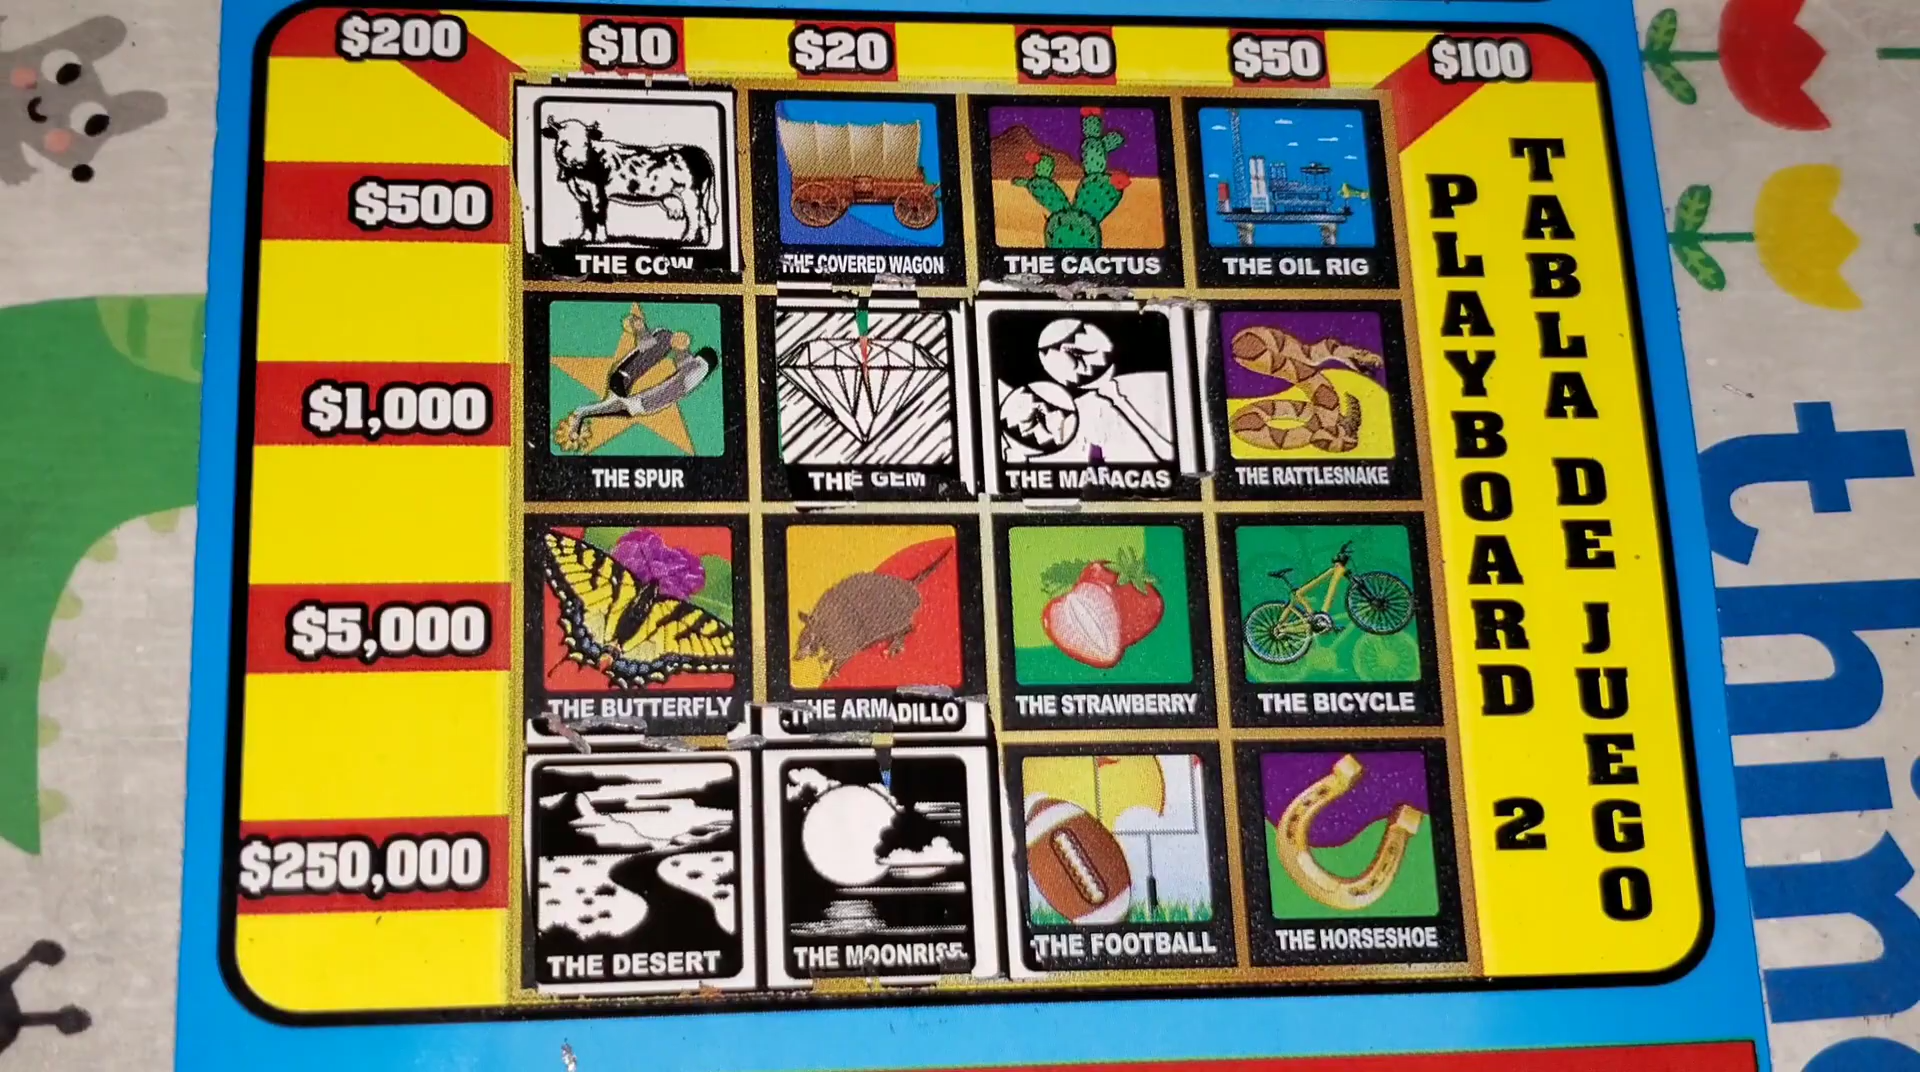 $200 $10 $20 $30 $50 $100
$500
$1,000
$5,000
$250,000
THE COW
THE COVERED WAGON
THE CACTUS
THE OIL RIG
THE SPUR
THE GEM
THE MARACAS
THE RATTLESNAKE
THE BUTTERFLY
THE ARMADILLO
THE STRAWBERRY
THE BICYCLE
THE DESERT
THE MOONRISE
THE FOOTBALL
THE HORSESHOE
PLAYBOARD 2
TABLA DE JUEGO
thin